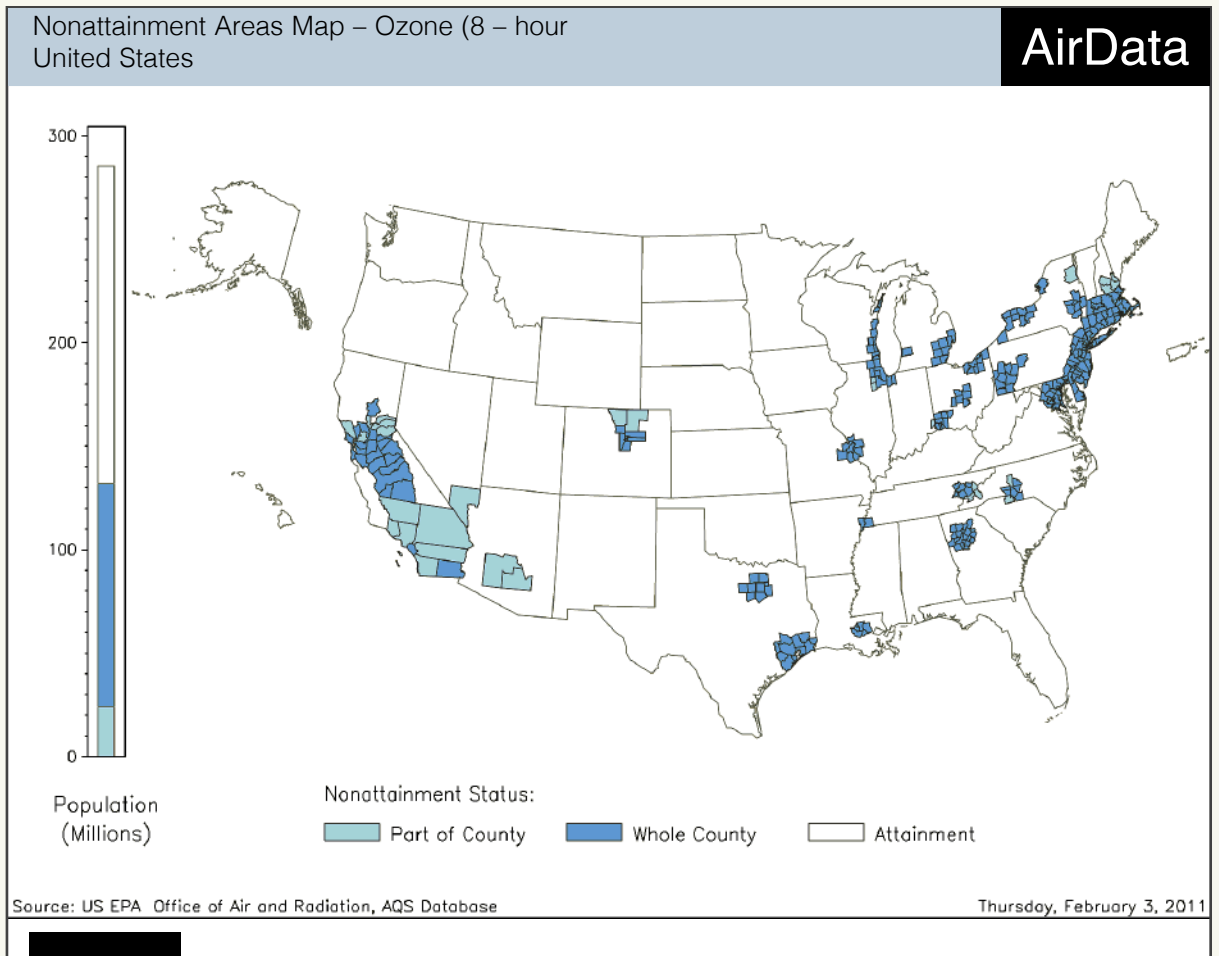 Nonattainment Areas Map – Ozone (8 – hour
United States
AirData
300
200
100
0
Population
(Millions)
Nonattainment Status:
Part of County
Whole County
Attainment
Source: US EPA Office of Air and Radiation, AQS Database
Thursday, February 3, 2011